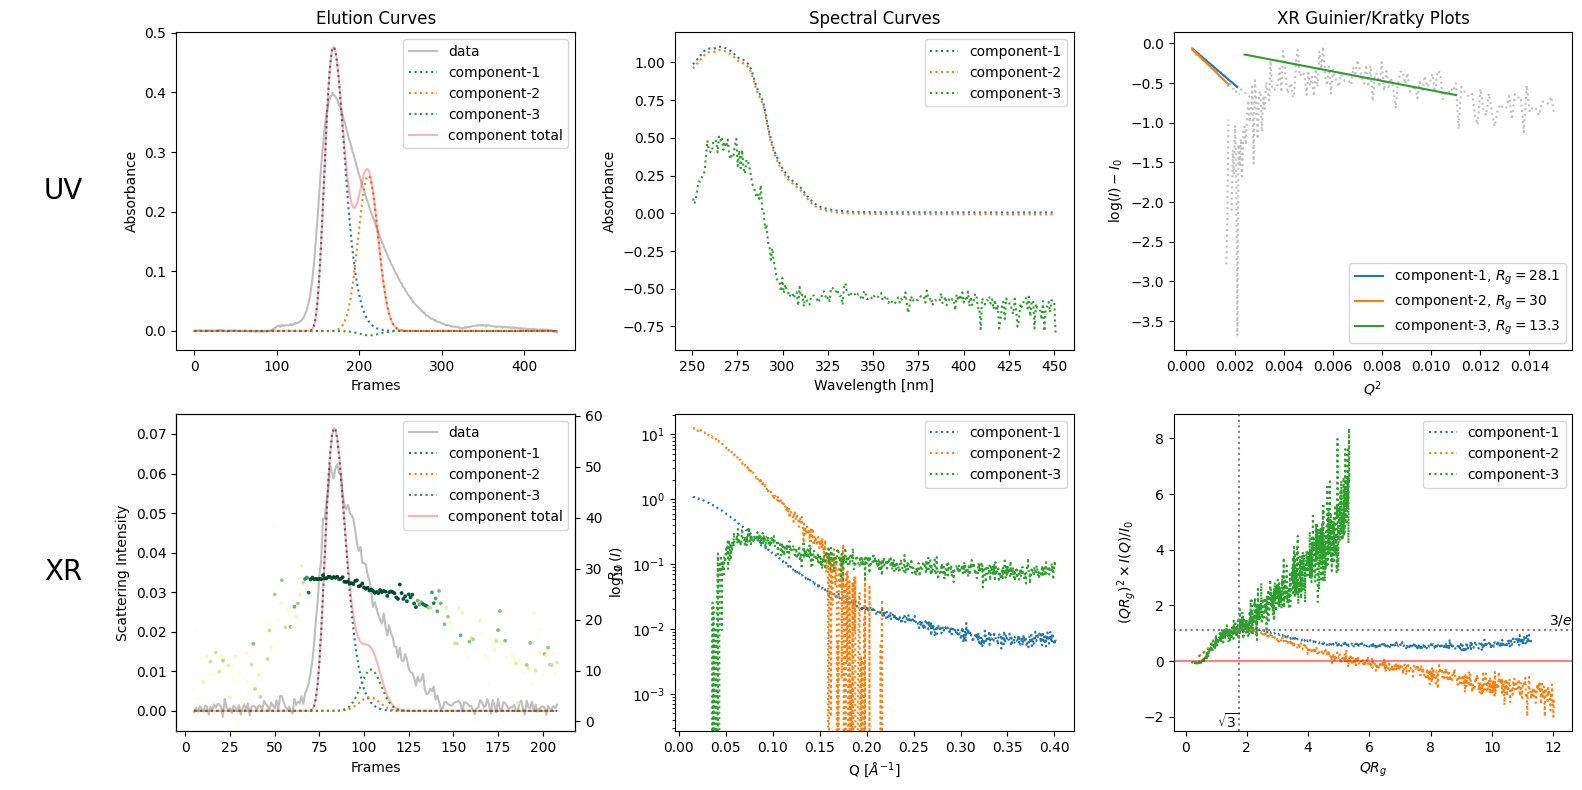 Elution Curves
0.5
0.4
0.3
0.2
0.1
0.0
Absorbance
0 100 200 300 400
Frames
data
component-1
component-2
component-3
component total
UV
Spectral Curves
1.00
0.75
0.50
0.25
0.00
−0.25
−0.50
−0.75
Absorbance
250 275 300 325 350 375 400 425 450
Wavelength [nm]
component-1
component-2
component-3
XR Guinier/Kratky Plots
0.0
−0.5
−1.0
−1.5
−2.0
−2.5
−3.0
−3.5
log(I) − I₀
0.000 0.002 0.004 0.006 0.008 0.010 0.012 0.014
Q²
component-1, R_g = 28.1
component-2, R_g = 30
component-3, R_g = 13.3
XR
0.07
0.06
0.05
0.04
0.03
0.02
0.01
0.00
Scattering Intensity
0 25 50 75 100 125 150 175 200
Frames
60
50
40
30
20
10
0
data
component-1
component-2
component-3
component total
10¹
10⁰
10⁻¹
10⁻²
10⁻³
0.00 0.05 0.10 0.15 0.20 0.25 0.30 0.35 0.40
Q [Å⁻¹]
component-1
component-2
component-3
8
6
4
2
0
−2
(QR_g)² × I(Q)/I₀
0 2 4 6 8 10 12
QR_g
component-1
component-2
component-3
3/e
√3